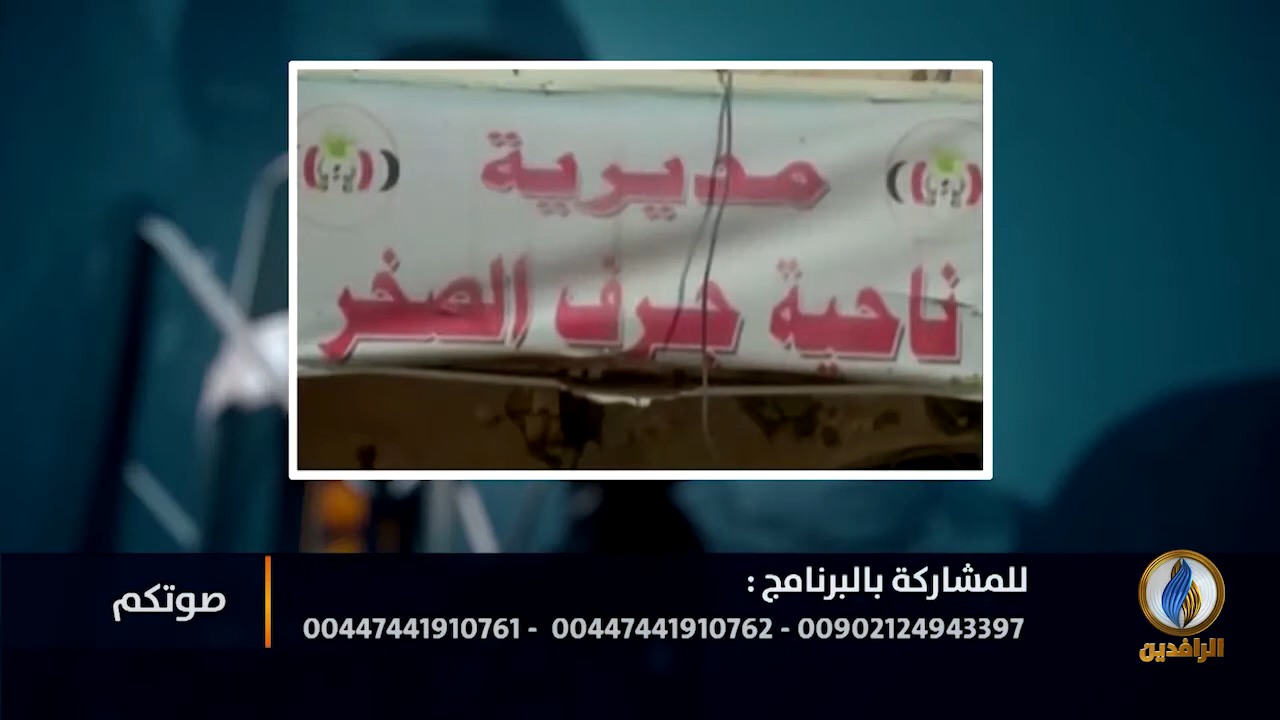 مديرية
ناحية جرف الصخر
للمشاركة بالبرنامج :
00447441910761 - 00447441910762 - 00902124943397
صوتكم
الرافدين